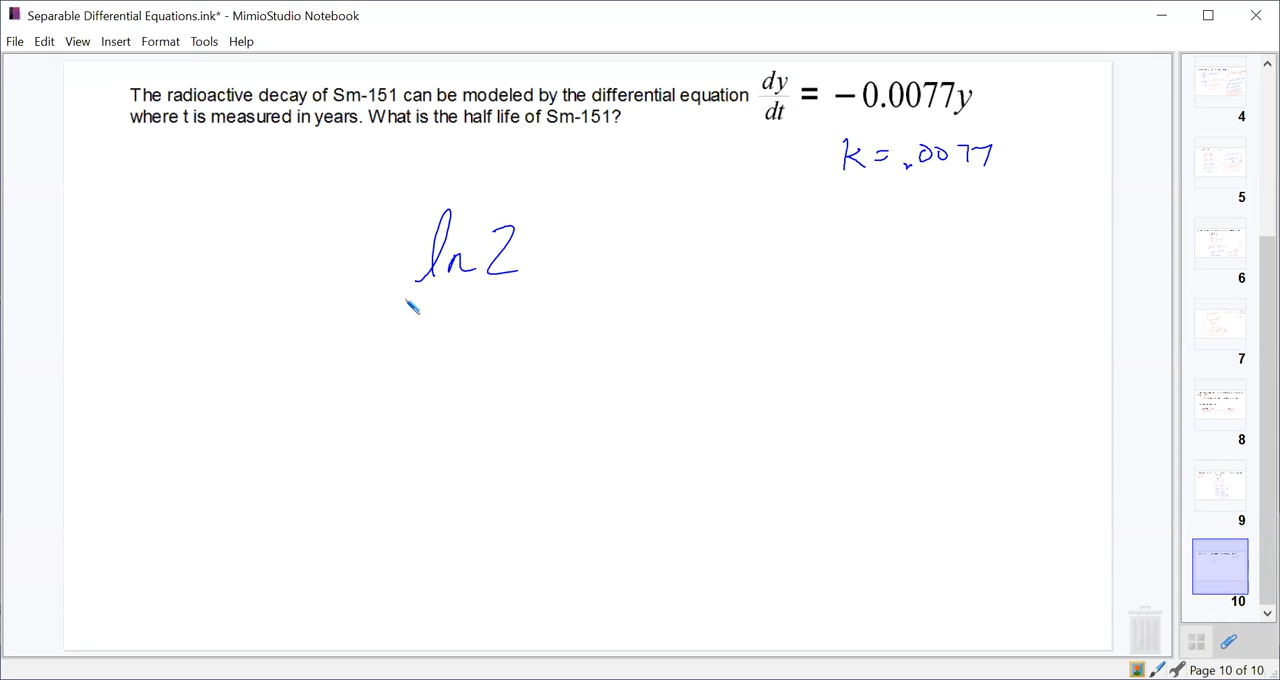 Separable Differential Equations.ink* - MimioStudio Notebook
File Edit View Insert Format Tools Help
The radioactive decay of Sm-151 can be modeled by the differential equation dy/dt = −0.0077y
where t is measured in years. What is the half life of Sm-151?
K = .0077
ln 2
4
5
6
7
8
9
10
Page 10 of 10